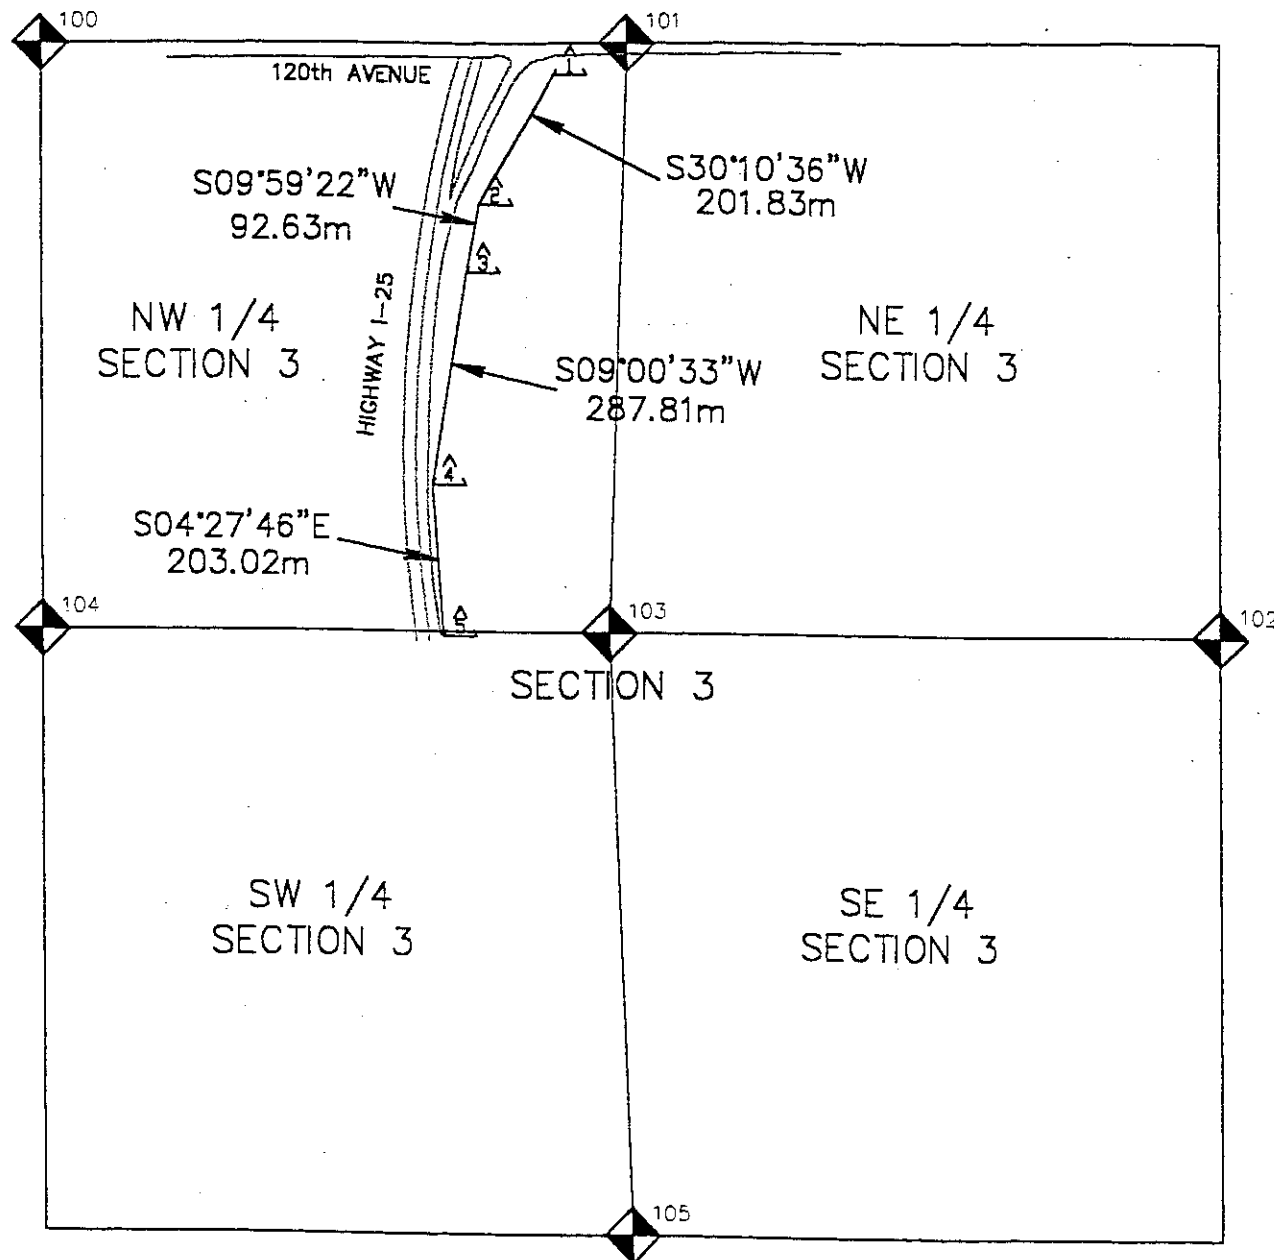 100
101
120th AVENUE
1
S30°10'36"W
201.83m
S09°59'22"W
92.63m
2
3
HIGHWAY I-25
NW 1/4
SECTION 3
NE 1/4
SECTION 3
S09°00'33"W
287.81m
4
S04°27'46"E
203.02m
104
5
103
102
SECTION 3
SW 1/4
SECTION 3
SE 1/4
SECTION 3
105